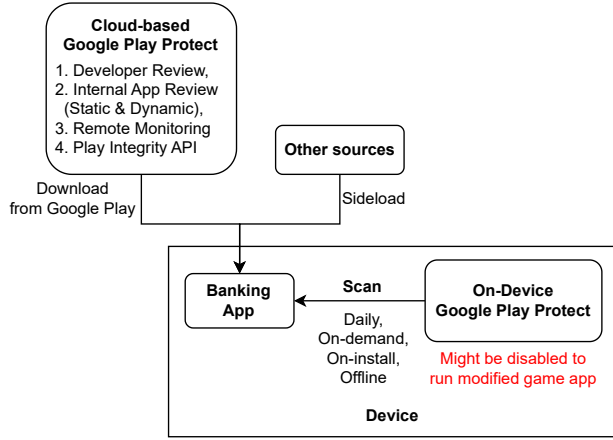 Cloud-based
Google Play Protect
1. Developer Review,
2. Internal App Review
(Static & Dynamic),
3. Remote Monitoring
4. Play Integrity API
Other sources
Download
from Google Play
Sideload
Banking
App
Scan
Daily,
On-demand,
On-install,
Offline
On-Device
Google Play Protect
Might be disabled to
run modified game app
Device